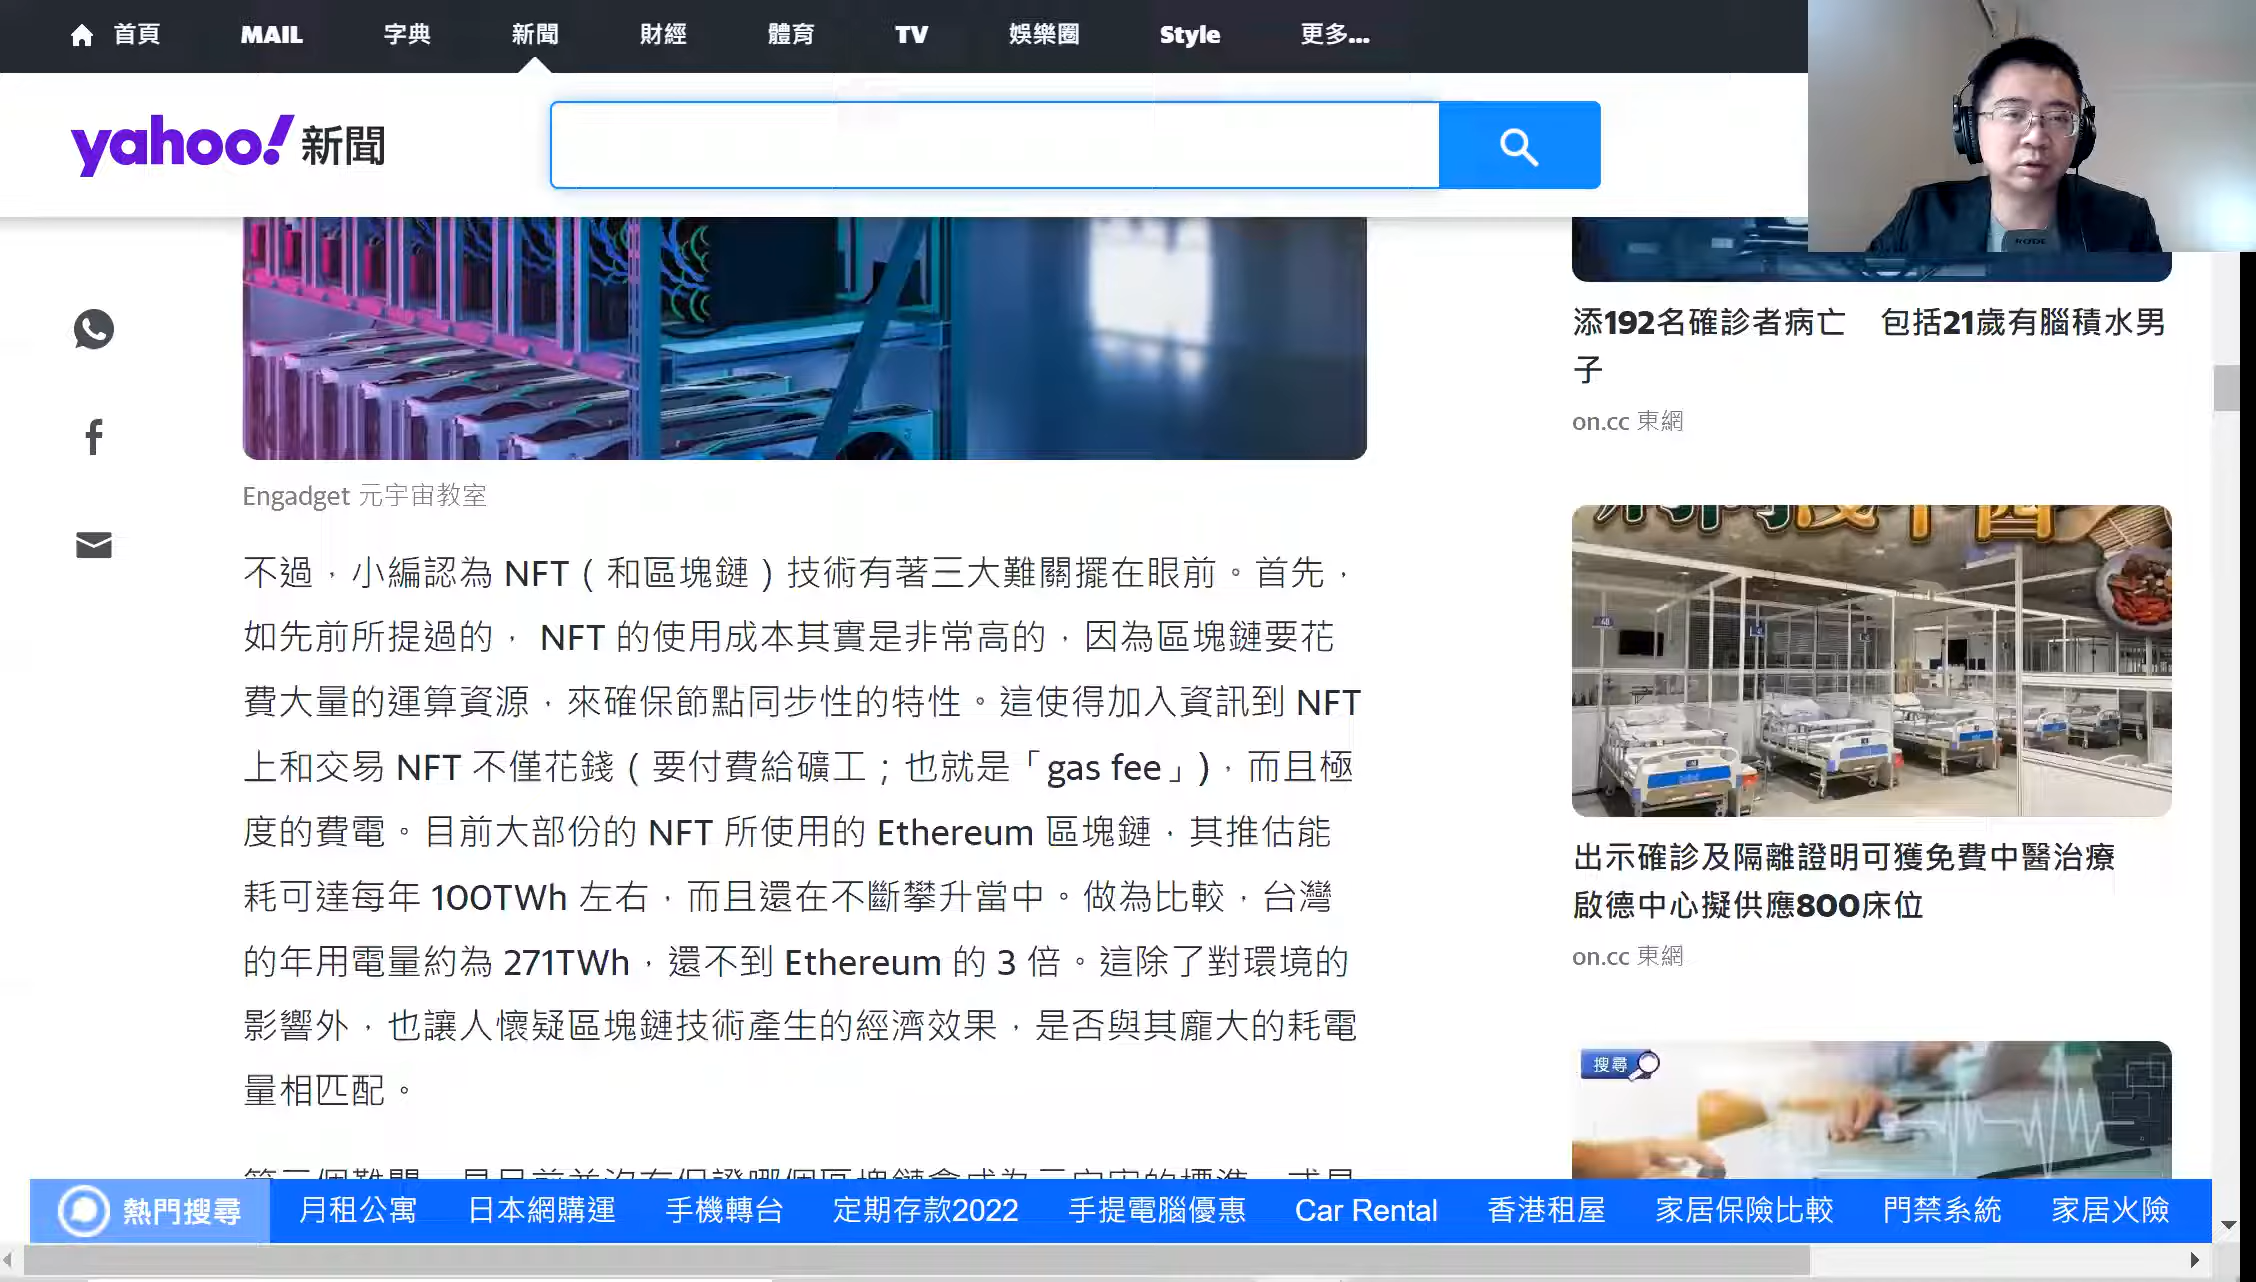 首頁 MAIL 字典 新聞 財經 體育 TV 娛樂圈 Style 更多...
yahoo! 新聞
RODE
添192名確診者病亡 包括21歲有腦積水男
子
on.cc 東網
Engadget 元宇宙教室
不過，小編認為 NFT（和區塊鏈）技術有著三大難關擺在眼前。首先，
如先前所提過的， NFT 的使用成本其實是非常高的，因為區塊鏈要花
費大量的運算資源，來確保節點同步性的特性。這使得加入資訊到 NFT
上和交易 NFT 不僅花錢（要付費給礦工；也就是「gas fee」)，而且極
度的費電。目前大部份的 NFT 所使用的 Ethereum 區塊鏈，其推估能
耗可達每年 100TWh 左右，而且還在不斷攀升當中。做為比較，台灣
的年用電量約為 271TWh，還不到 Ethereum 的 3 倍。這除了對環境的
影響外，也讓人懷疑區塊鏈技術產生的經濟效果，是否與其龐大的耗電
量相匹配。
出示確診及隔離證明可獲免費中醫治療
啟德中心擬供應800床位
on.cc 東網
搜尋
熱門搜尋 月租公寓 日本網購運 手機轉台 定期存款2022 手提電腦優惠 Car Rental 香港租屋 家居保險比較 門禁系統 家居火險